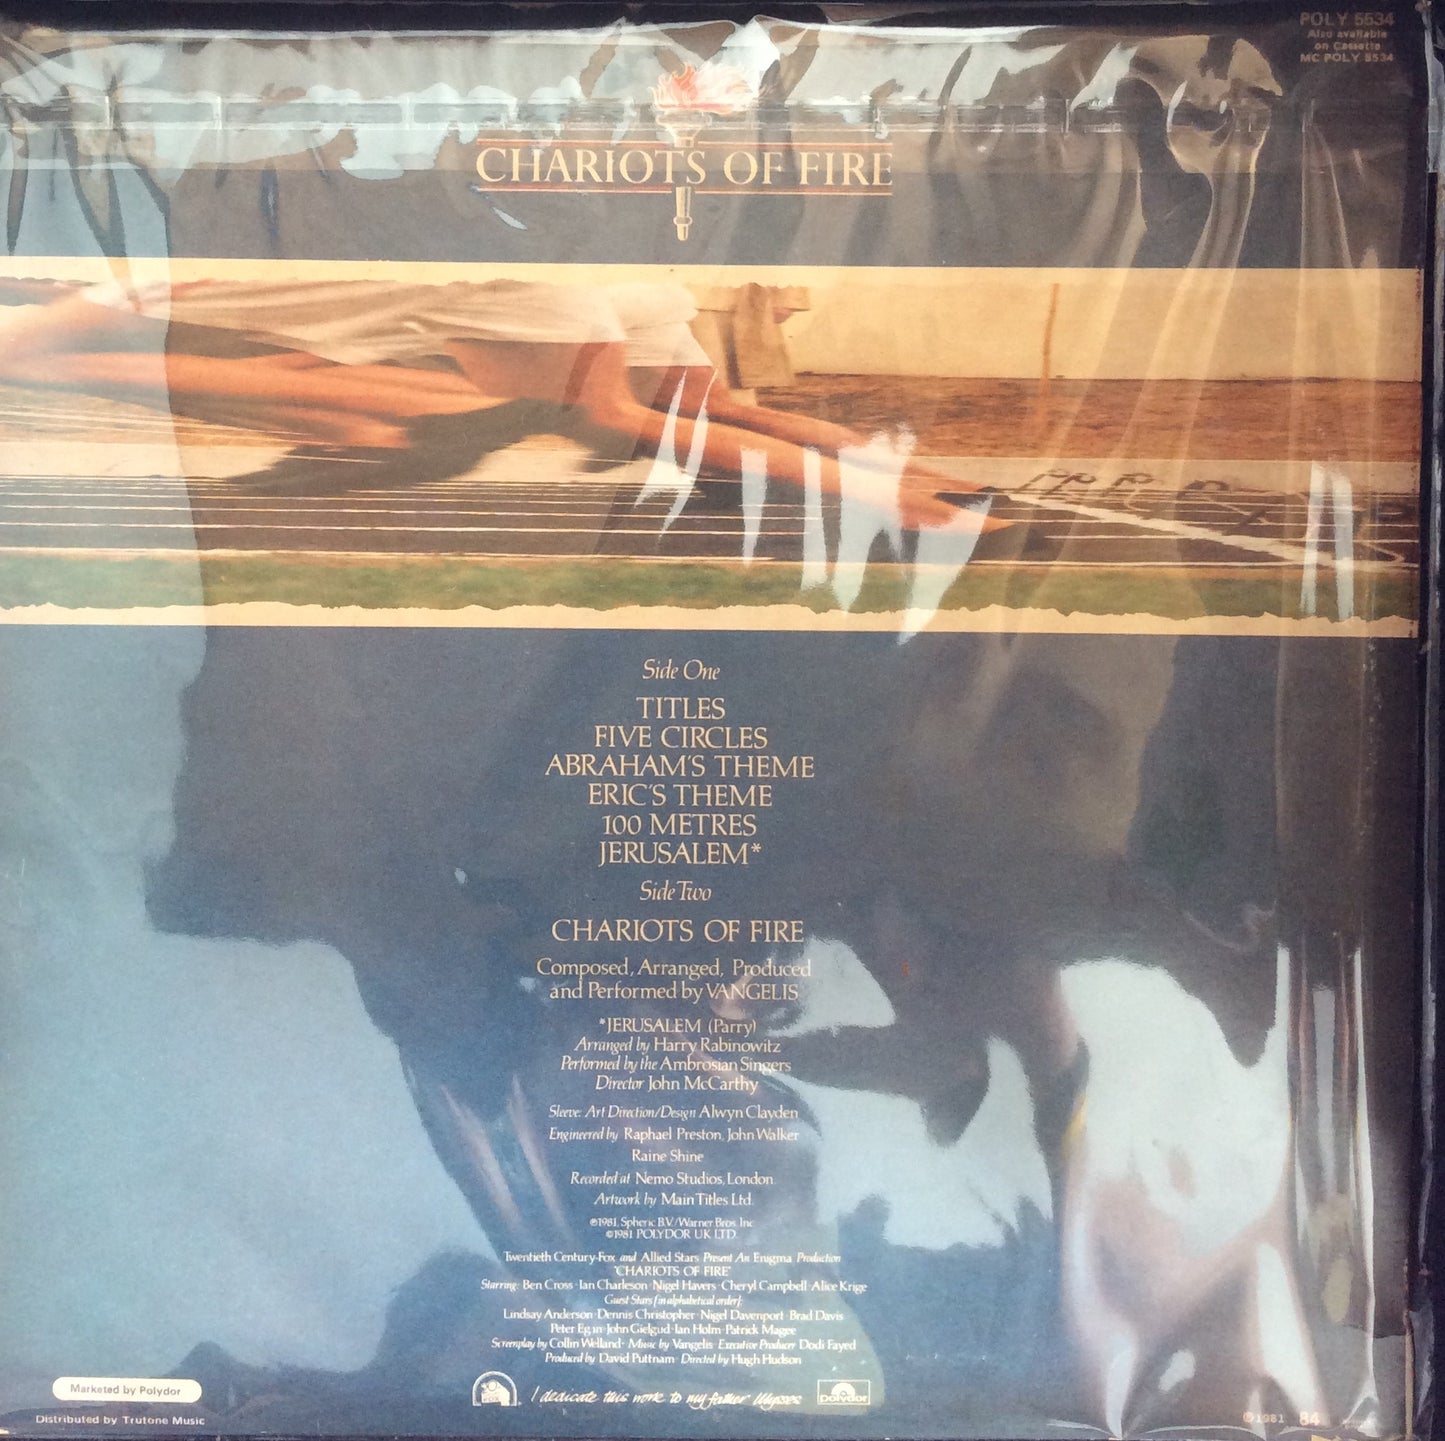 POLY 5534
Also available
on Cassette
MC POLY 5534
CHARIOTS OF FIRE
Side One
TITLES
FIVE CIRCLES
ABRAHAM'S THEME
ERIC'S THEME
100 METRES
JERUSALEM*
Side Two
CHARIOTS OF FIRE
Composed, Arranged, Produced
and Performed by VANGELIS
*JERUSALEM (Parry)
Arranged by Harry Rabinowitz
Performed by the Ambrosian Singers
Director John McCarthy
Sleeve: Art Direction/Design Alwyn Clayden
Engineered by Raphael Preston, John Walker
Raine Shine
Recorded at Nemo Studios, London.
Artwork by Main Titles Ltd.
℗1981, Spheric B.V./Warner Bros. Inc
©1981 POLYDOR UK LTD.
Twentieth Century-Fox and Allied Stars Present An Enigma Production
"CHARIOTS OF FIRE"
Starring: Ben Cross · Ian Charleson · Nigel Havers · Cheryl Campbell · Alice Krige
Guest Stars (in alphabetical order):
Lindsay Anderson · Dennis Christopher · Nigel Davenport · Brad Davis
Peter Egan · John Gielgud · Ian Holm · Patrick Magee
Screenplay by Collin Welland · Music by Vangelis Executive Producer Dodi Fayed
Produced by David Puttnam · Directed by Hugh Hudson
I dedicate this work to my father Ulysses
polydor
Marketed by Polydor
Distributed by Trutone Music
℗1981 84